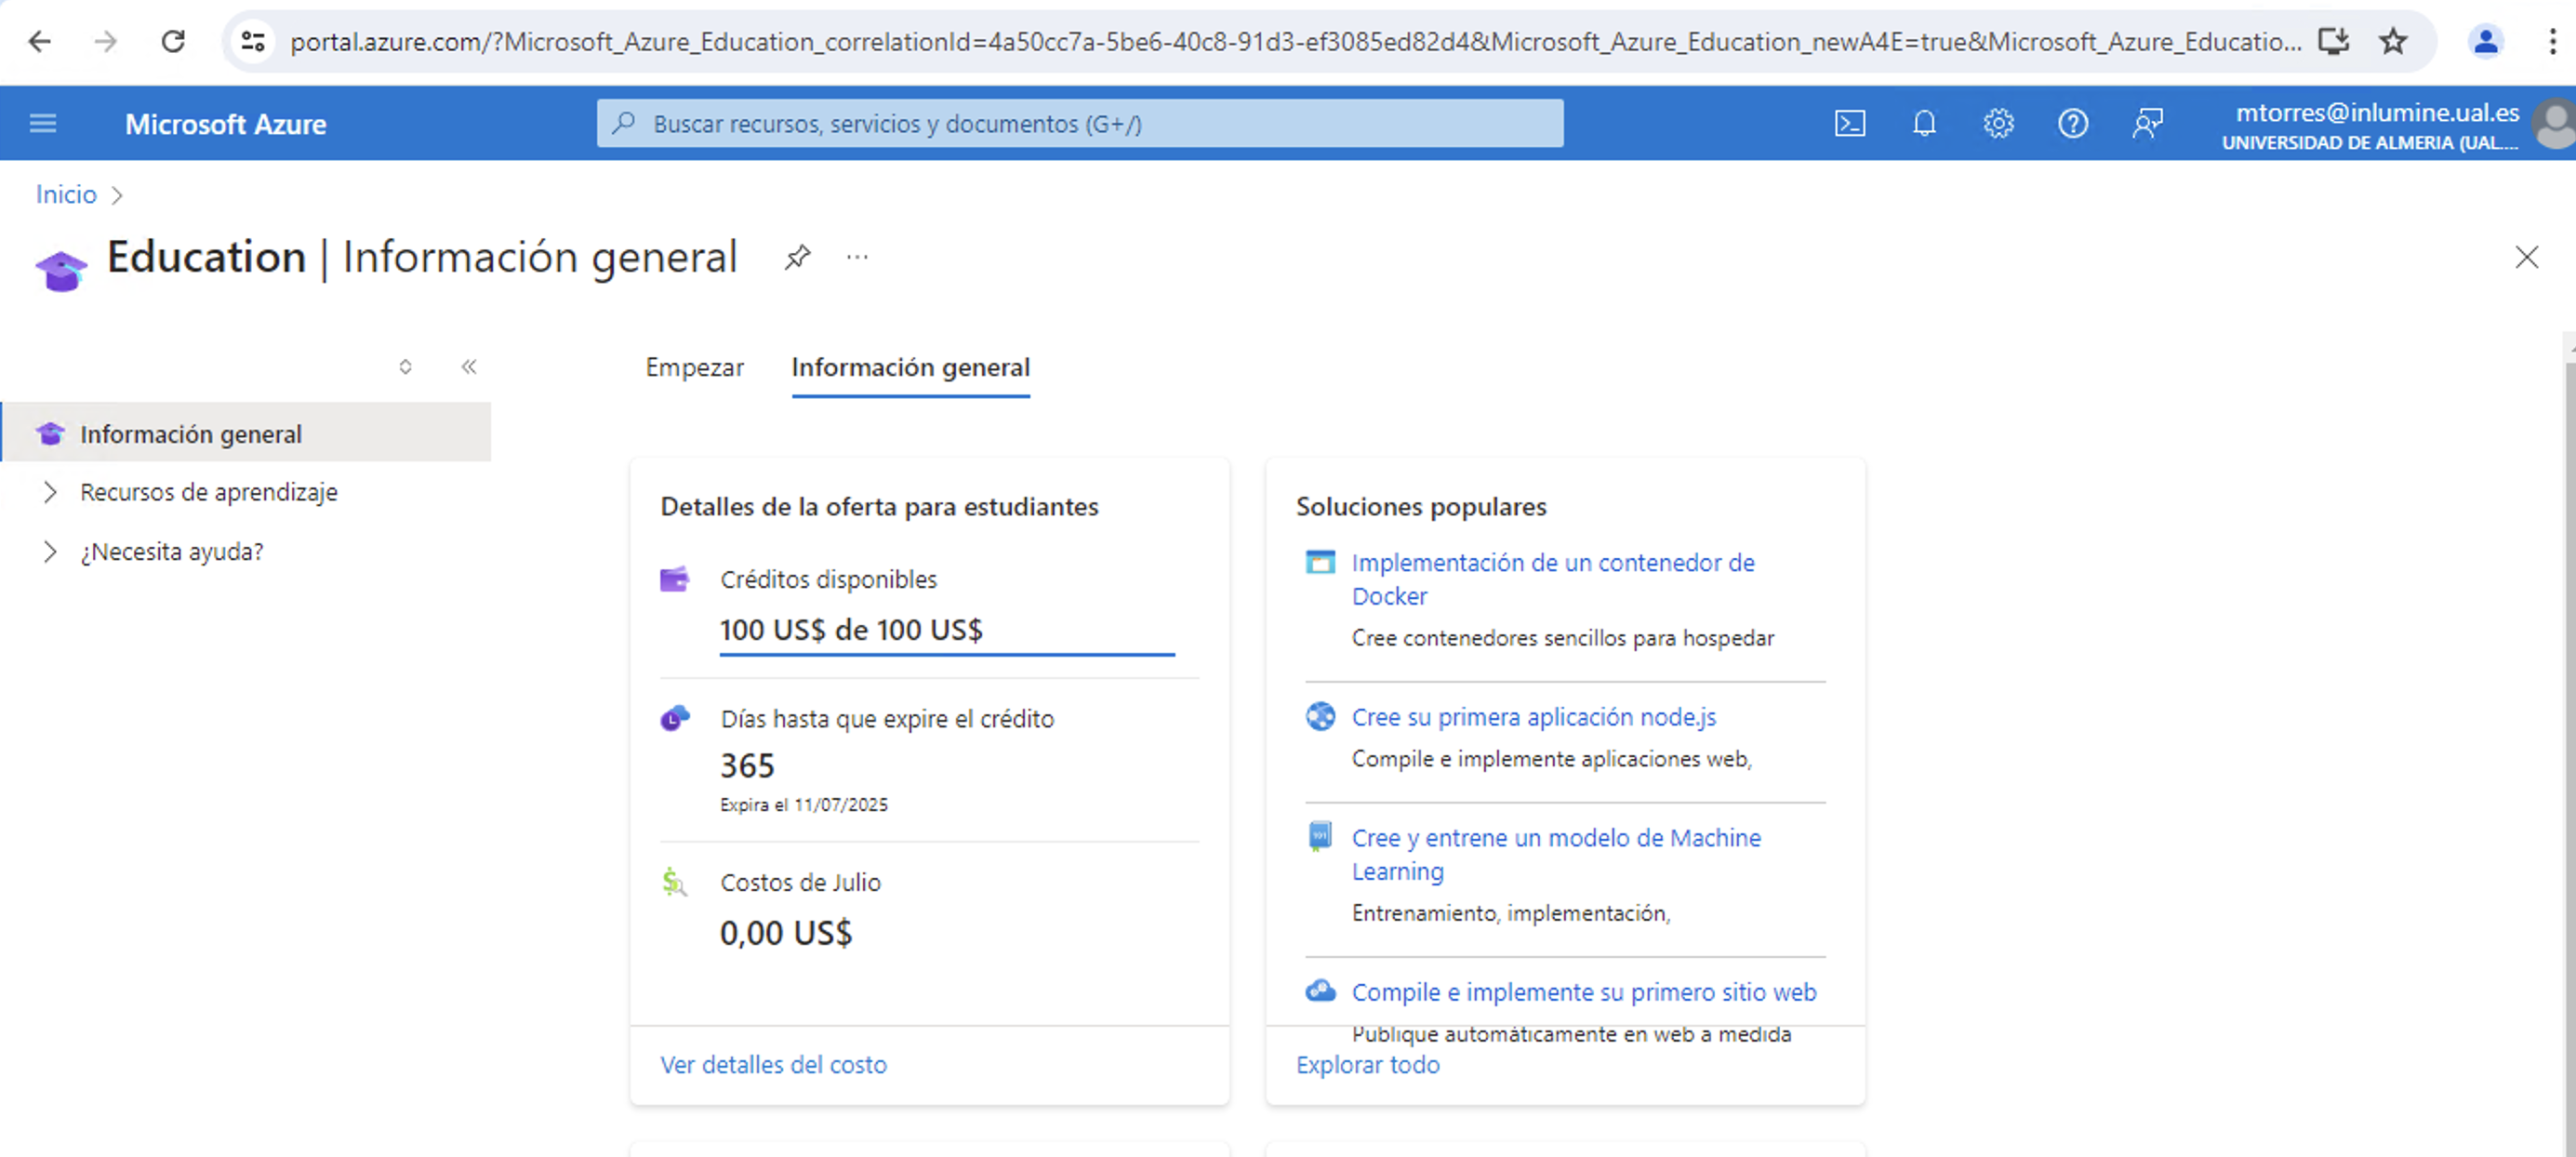 portal.azure.com/?Microsoft_Azure_Education_correlationId=4a50cc7a-5be6-40c8-91d3-ef3085ed82d4&Microsoft_Azure_Education_newA4E=true&Microsoft_Azure_Educatio...
Microsoft Azure
Buscar recursos, servicios y documentos (G+/)
mtorres@inlumine.ual.es
UNIVERSIDAD DE ALMERIA (UAL....
Inicio
Education | Información general
Empezar
Información general
Información general
Recursos de aprendizaje
¿Necesita ayuda?
Detalles de la oferta para estudiantes
Créditos disponibles
100 US$ de 100 US$
Días hasta que expire el crédito
365
Expira el 11/07/2025
Costos de Julio
0,00 US$
Ver detalles del costo
Soluciones populares
Implementación de un contenedor de
Docker
Cree contenedores sencillos para hospedar
Cree su primera aplicación node.js
Compile e implemente aplicaciones web,
Cree y entrene un modelo de Machine
Learning
Entrenamiento, implementación,
Compile e implemente su primero sitio web
Publique automáticamente en web a medida
Explorar todo